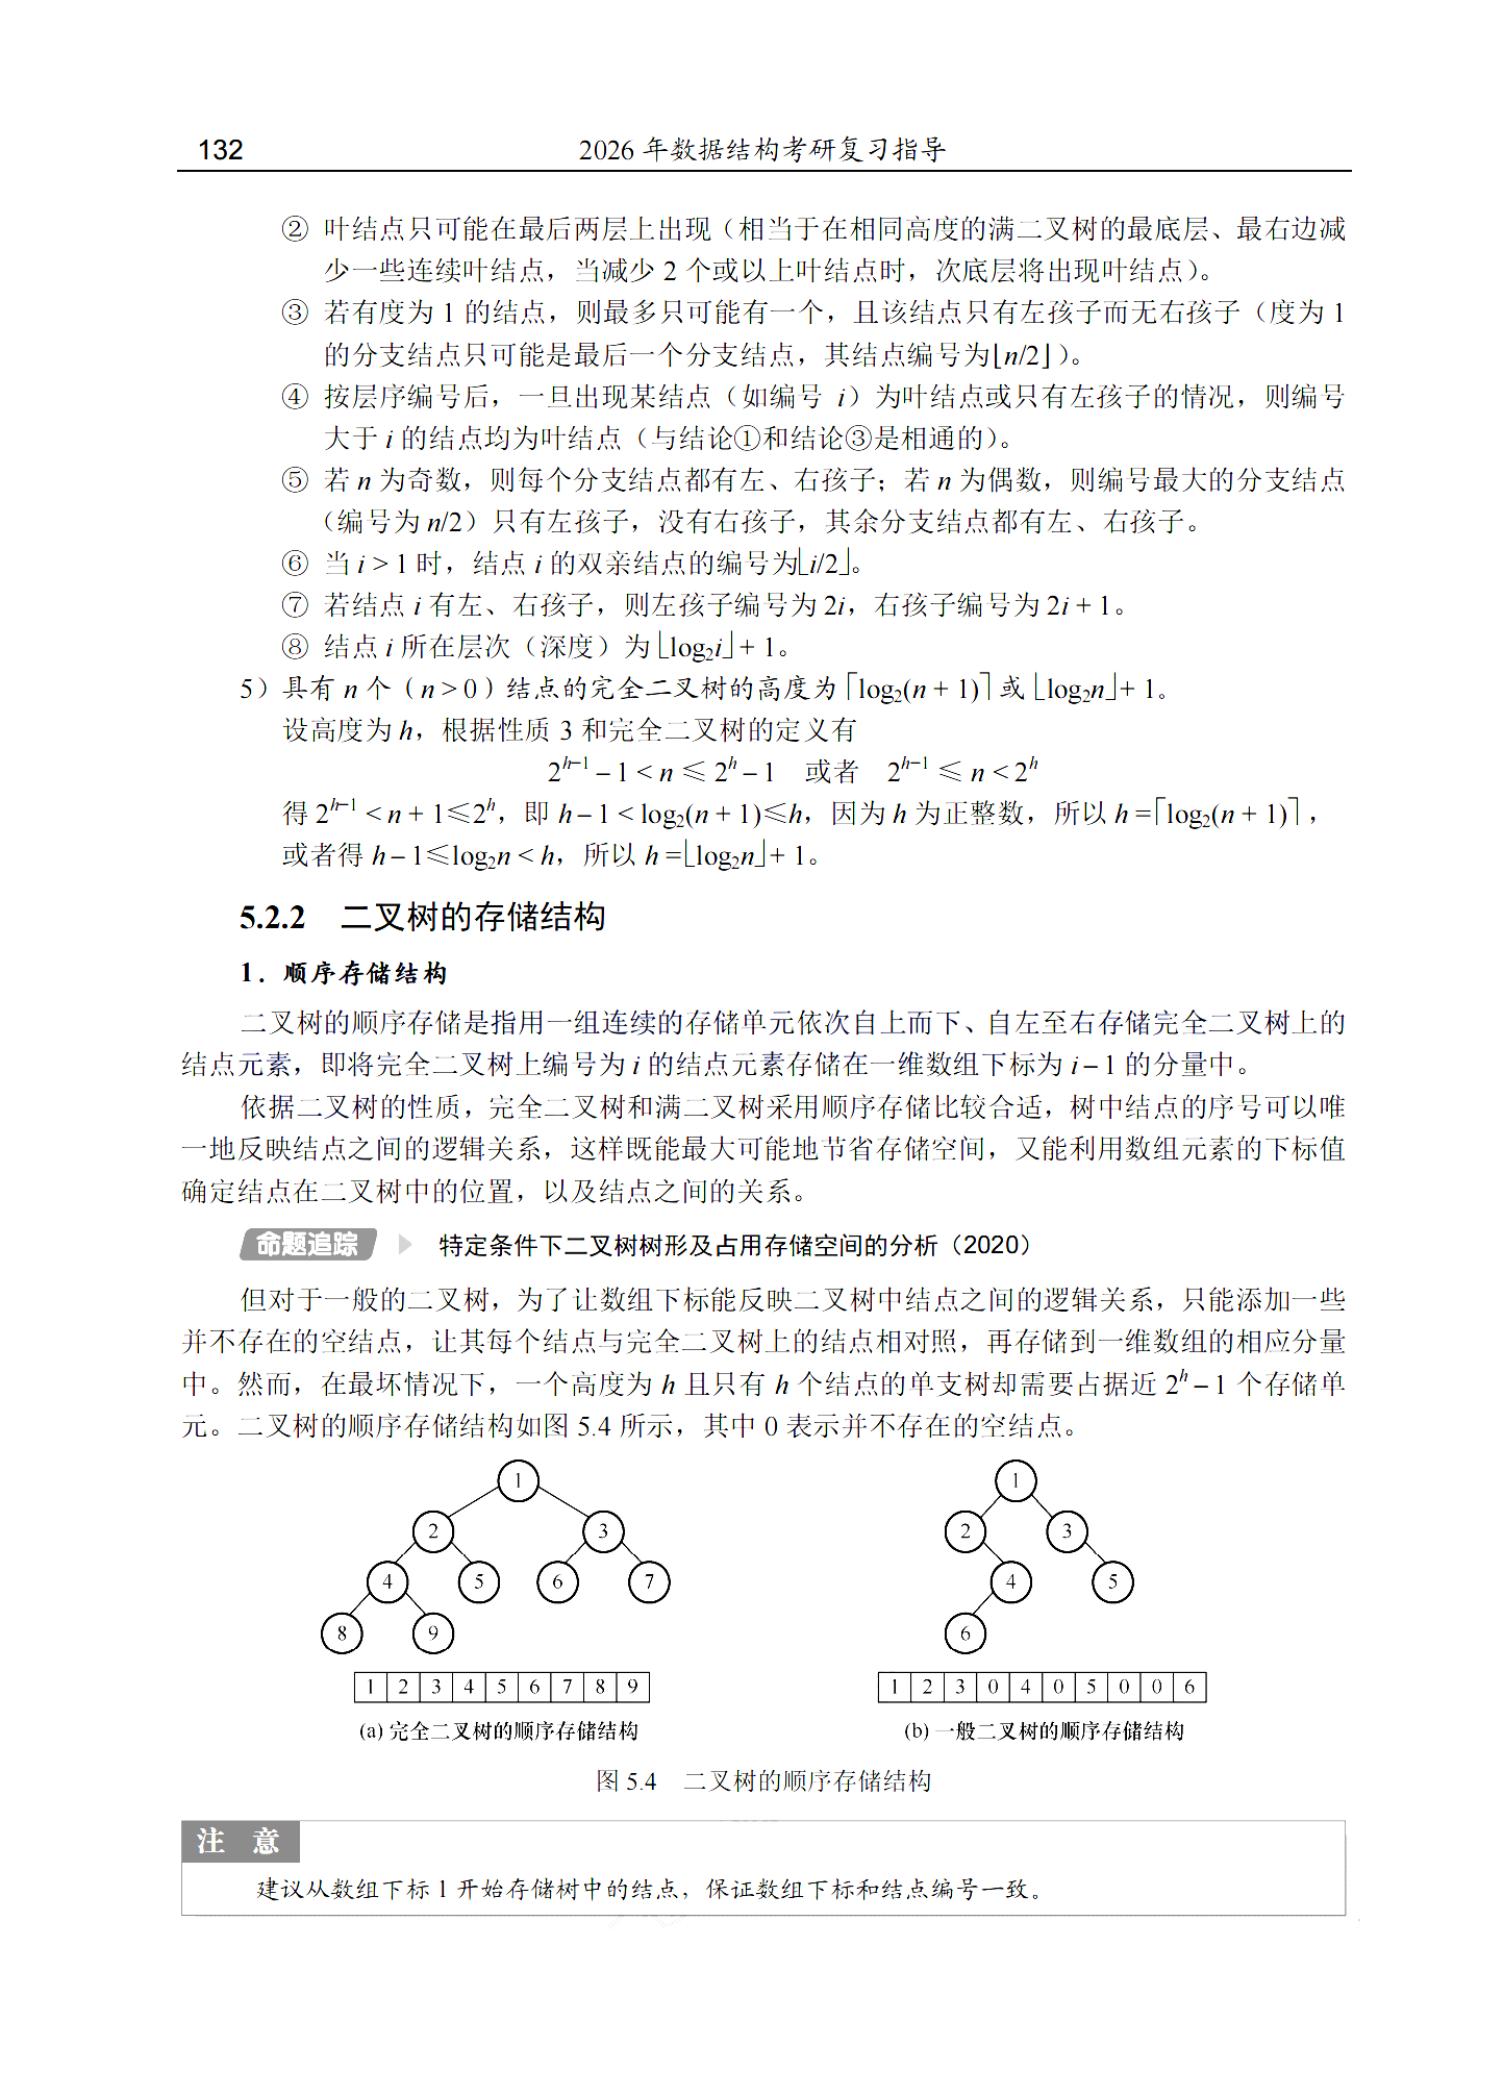 132
2026 年数据结构考研复习指导
② 叶结点只可能在最后两层上出现（相当于在相同高度的满二叉树的最底层、最右边减
少一些连续叶结点，当减少 2 个或以上叶结点时，次底层将出现叶结点）。
③ 若有度为 1 的结点，则最多只可能有一个，且该结点只有左孩子而无右孩子（度为 1
的分支结点只可能是最后一个分支结点，其结点编号为⌊n/2⌋）。
④ 按层序编号后，一旦出现某结点（如编号 i）为叶结点或只有左孩子的情况，则编号
大于 i 的结点均为叶结点（与结论①和结论③是相通的）。
⑤ 若 n 为奇数，则每个分支结点都有左、右孩子；若 n 为偶数，则编号最大的分支结点
（编号为 n/2）只有左孩子，没有右孩子，其余分支结点都有左、右孩子。
⑥ 当 i > 1 时，结点 i 的双亲结点的编号为⌊i/2⌋。
⑦ 若结点 i 有左、右孩子，则左孩子编号为 2i，右孩子编号为 2i + 1。
⑧ 结点 i 所在层次（深度）为⌊log₂i⌋ + 1。
5）具有 n 个（n > 0）结点的完全二叉树的高度为⌈log₂(n + 1)⌉或⌊log₂n⌋ + 1。
设高度为 h，根据性质 3 和完全二叉树的定义有
2ʰ⁻¹ – 1 < n ≤ 2ʰ – 1 或者 2ʰ⁻¹ ≤ n < 2ʰ
得 2ʰ⁻¹ < n + 1≤2ʰ，即 h – 1 < log₂(n + 1)≤h，因为 h 为正整数，所以 h =⌈log₂(n + 1)⌉，
或者得 h – 1≤log₂n < h，所以 h =⌊log₂n⌋ + 1。
5.2.2 二叉树的存储结构
1．顺序存储结构
二叉树的顺序存储是指用一组连续的存储单元依次自上而下、自左至右存储完全二叉树上的
结点元素，即将完全二叉树上编号为 i 的结点元素存储在一维数组下标为 i – 1 的分量中。
依据二叉树的性质，完全二叉树和满二叉树采用顺序存储比较合适，树中结点的序号可以唯
一地反映结点之间的逻辑关系，这样既能最大可能地节省存储空间，又能利用数组元素的下标值
确定结点在二叉树中的位置，以及结点之间的关系。
命题追踪 特定条件下二叉树树形及占用存储空间的分析（2020）
但对于一般的二叉树，为了让数组下标能反映二叉树中结点之间的逻辑关系，只能添加一些
并不存在的空结点，让其每个结点与完全二叉树上的结点相对照，再存储到一维数组的相应分量
中。然而，在最坏情况下，一个高度为 h 且只有 h 个结点的单支树却需要占据近 2ʰ – 1 个存储单
元。二叉树的顺序存储结构如图 5.4 所示，其中 0 表示并不存在的空结点。
1
2 3
4 5 6 7
8 9
1 2 3 4 5 6 7 8 9
(a) 完全二叉树的顺序存储结构
1
2 3
4 5
6
1 2 3 0 4 0 5 0 0 6
(b) 一般二叉树的顺序存储结构
图 5.4 二叉树的顺序存储结构
注 意
建议从数组下标 1 开始存储树中的结点，保证数组下标和结点编号一致。